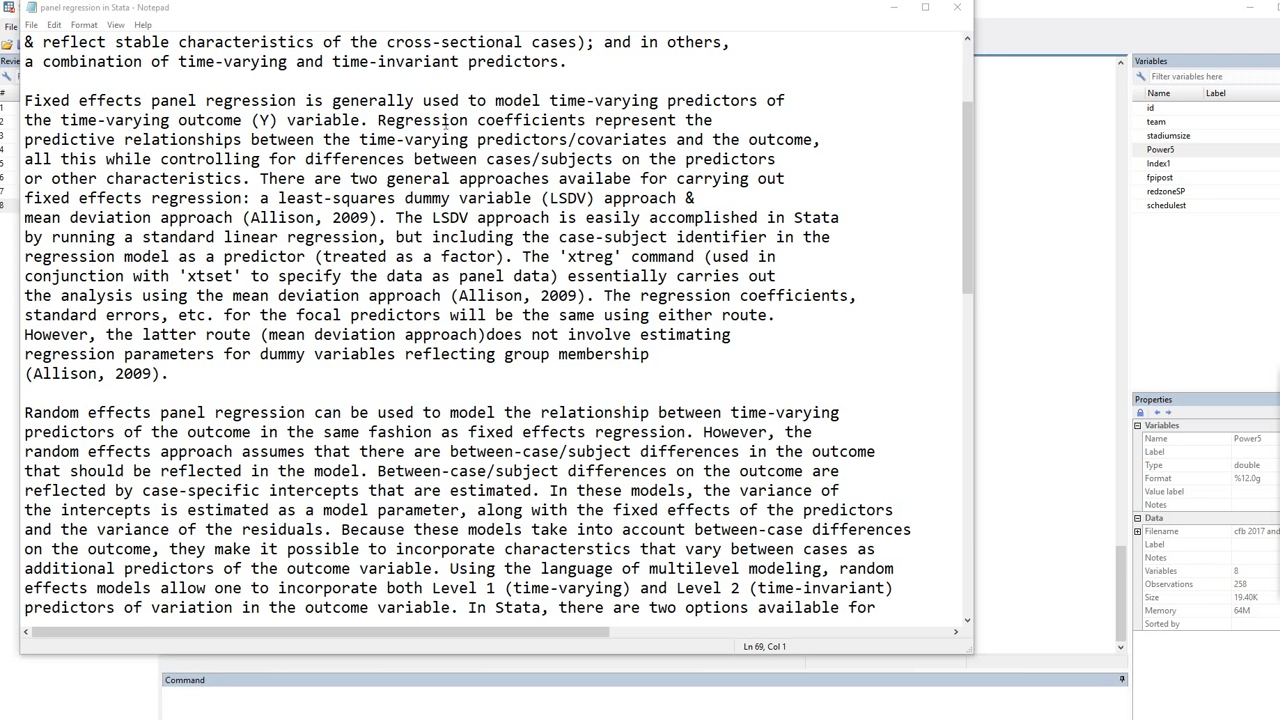 panel regression in Stata - Notepad
File Edit Format View Help
File
Revie
#
1
2
3
4
5
6
7
8
& reflect stable characteristics of the cross-sectional cases); and in others,
a combination of time-varying and time-invariant predictors.
Fixed effects panel regression is generally used to model time-varying predictors of
the time-varying outcome (Y) variable. Regression coefficients represent the
predictive relationships between the time-varying predictors/covariates and the outcome,
all this while controlling for differences between cases/subjects on the predictors
or other characteristics. There are two general approaches availabe for carrying out
fixed effects regression: a least-squares dummy variable (LSDV) approach &
mean deviation approach (Allison, 2009). The LSDV approach is easily accomplished in Stata
by running a standard linear regression, but including the case-subject identifier in the
regression model as a predictor (treated as a factor). The 'xtreg' command (used in
conjunction with 'xtset' to specify the data as panel data) essentially carries out
the analysis using the mean deviation approach (Allison, 2009). The regression coefficients,
standard errors, etc. for the focal predictors will be the same using either route.
However, the latter route (mean deviation approach)does not involve estimating
regression parameters for dummy variables reflecting group membership
(Allison, 2009).
Random effects panel regression can be used to model the relationship between time-varying
predictors of the outcome in the same fashion as fixed effects regression. However, the
random effects approach assumes that there are between-case/subject differences in the outcome
that should be reflected in the model. Between-case/subject differences on the outcome are
reflected by case-specific intercepts that are estimated. In these models, the variance of
the intercepts is estimated as a model parameter, along with the fixed effects of the predictors
and the variance of the residuals. Because these models take into account between-case differences
on the outcome, they make it possible to incorporate characterstics that vary between cases as
additional predictors of the outcome variable. Using the language of multilevel modeling, random
effects models allow one to incorporate both Level 1 (time-varying) and Level 2 (time-invariant)
predictors of variation in the outcome variable. In Stata, there are two options available for
Ln 69, Col 1
Command
Variables
Filter variables here
Name Label
id
team
stadiumsize
Power5
Index1
fpipost
redzoneSP
schedulest
Properties
Variables
Name Power5
Label
Type double
Format %12.0g
Value label
Notes
Data
Filename cfb 2017 and
Label
Notes
Variables 8
Observations 258
Size 19.40K
Memory 64M
Sorted by